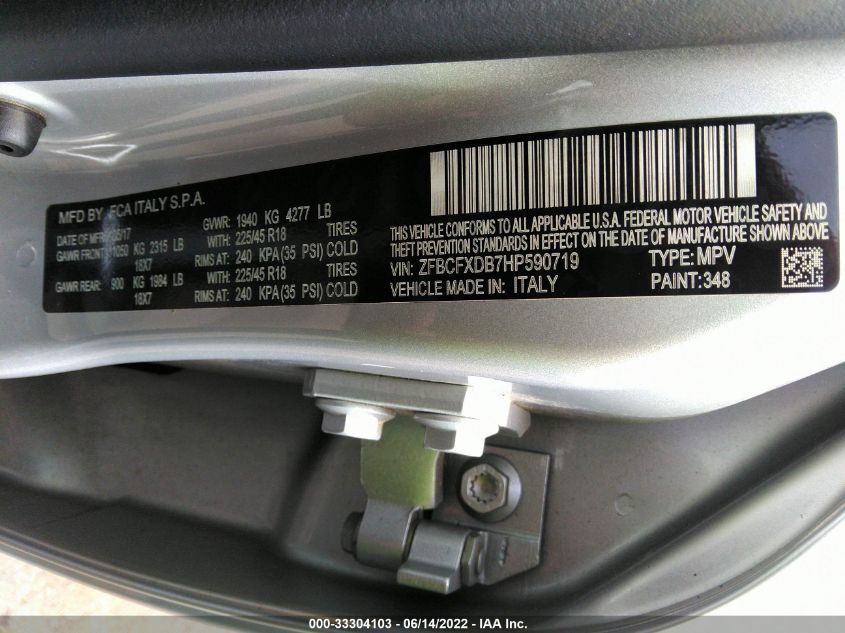 MFD BY FCA ITALY S.P.A.
DATE OF MFR
GVWR: 1940 KG 4277 LB
GAWR FRONT: 1050 KG 2315 LB WITH: 225/45 R18 TIRES
18X7 RIMS AT: 240 KPA (35 PSI) COLD
GAWR REAR: 900 KG 1984 LB WITH: 225/45 R18 TIRES
18X7 RIMS AT: 240 KPA (35 PSI) COLD
THIS VEHICLE CONFORMS TO ALL APPLICABLE U.S.A. FEDERAL MOTOR VEHICLE SAFETY AND
THEFT PREVENTION STANDARDS IN EFFECT ON THE DATE OF MANUFACTURE SHOWN ABOVE.
VIN: ZFBCFXDB7HP590719 TYPE: MPV
VEHICLE MADE IN: ITALY PAINT: 348
000-33304103 - 06/14/2022 - IAA Inc.